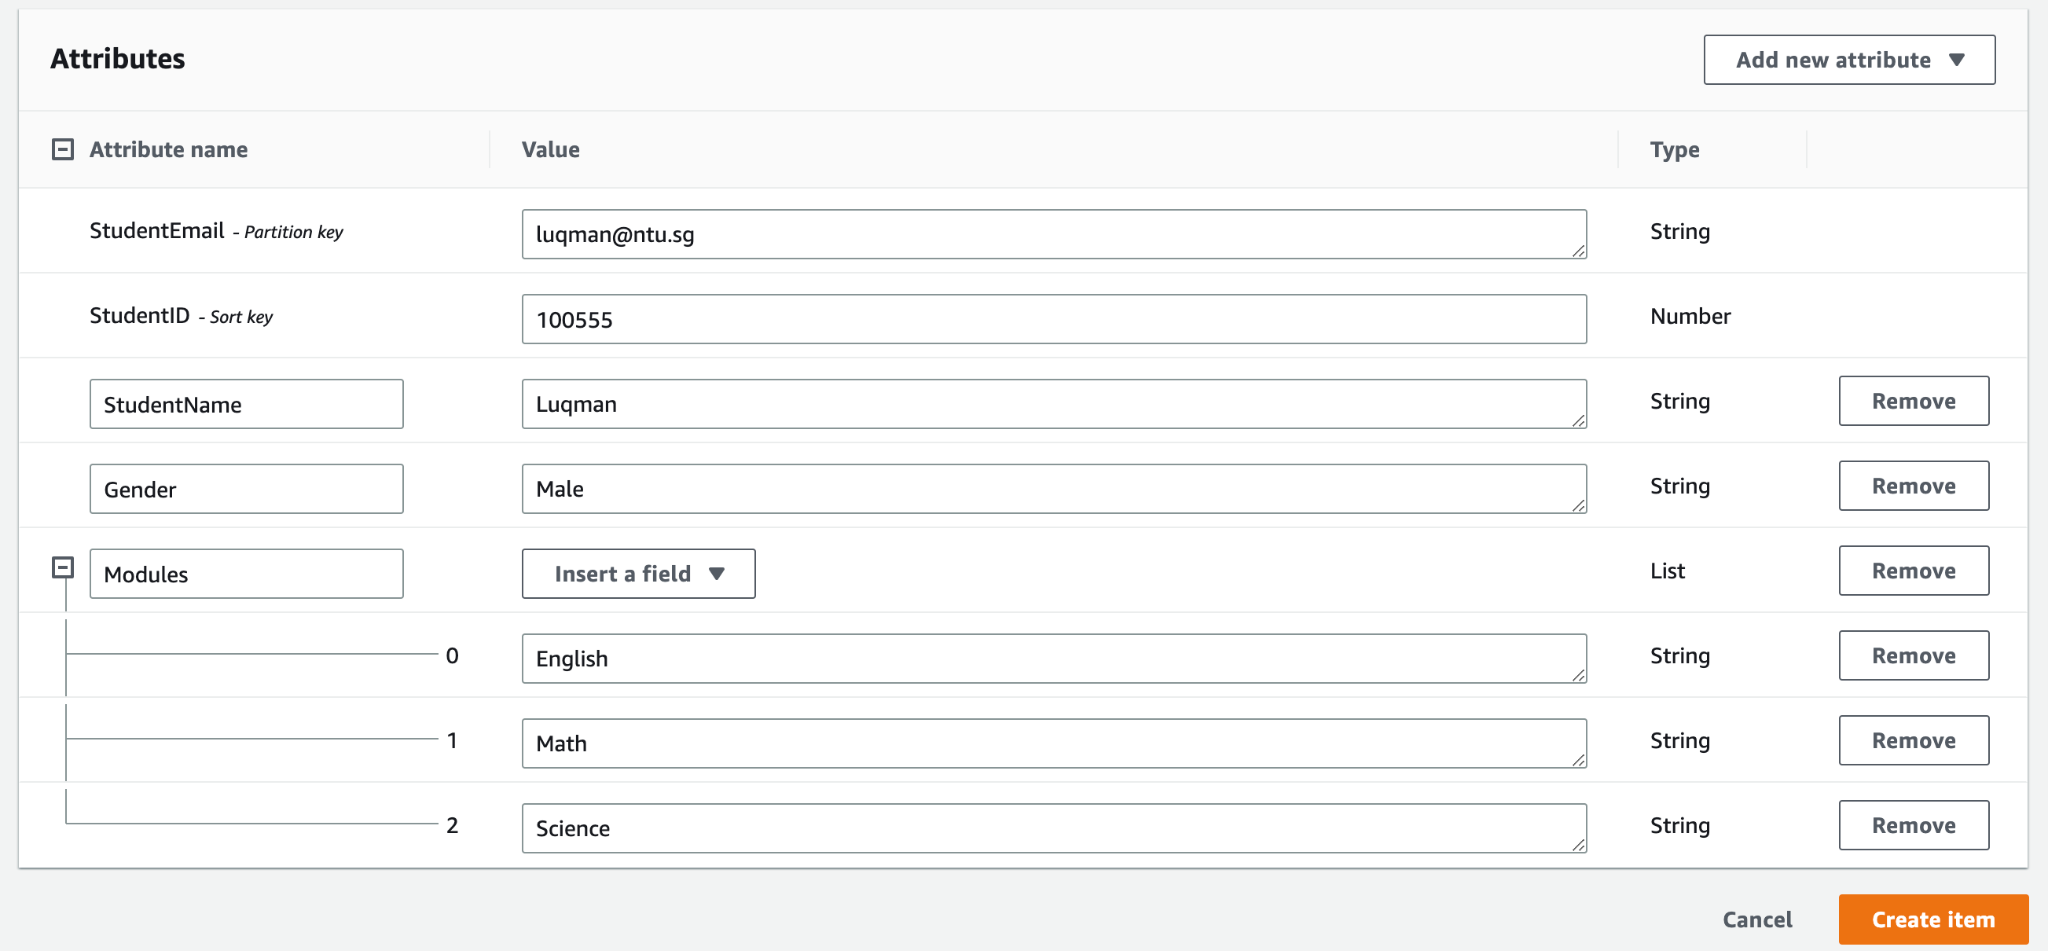 Attributes
Add new attribute
Attribute name Value Type
StudentEmail - Partition key luqman@ntu.sg String
StudentID - Sort key 100555 Number
StudentName Luqman String Remove
Gender Male String Remove
Modules Insert a field List Remove
0 English String Remove
1 Math String Remove
2 Science String Remove
Cancel Create item